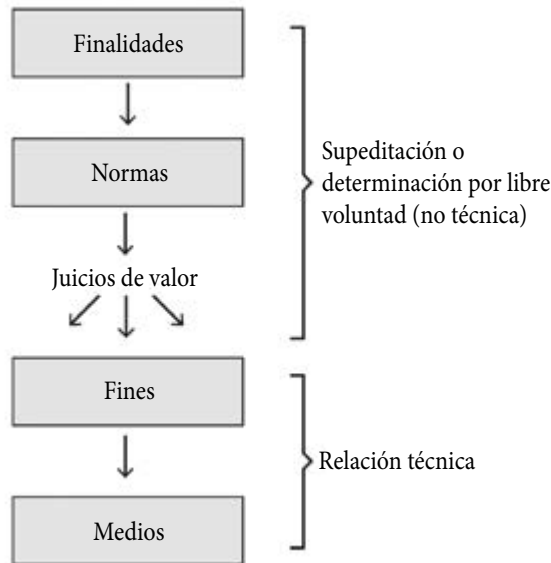 Finalidades
Normas
Juicios de valor
Fines
Medios
Supeditación o
determinación por libre
voluntad (no técnica)
Relación técnica